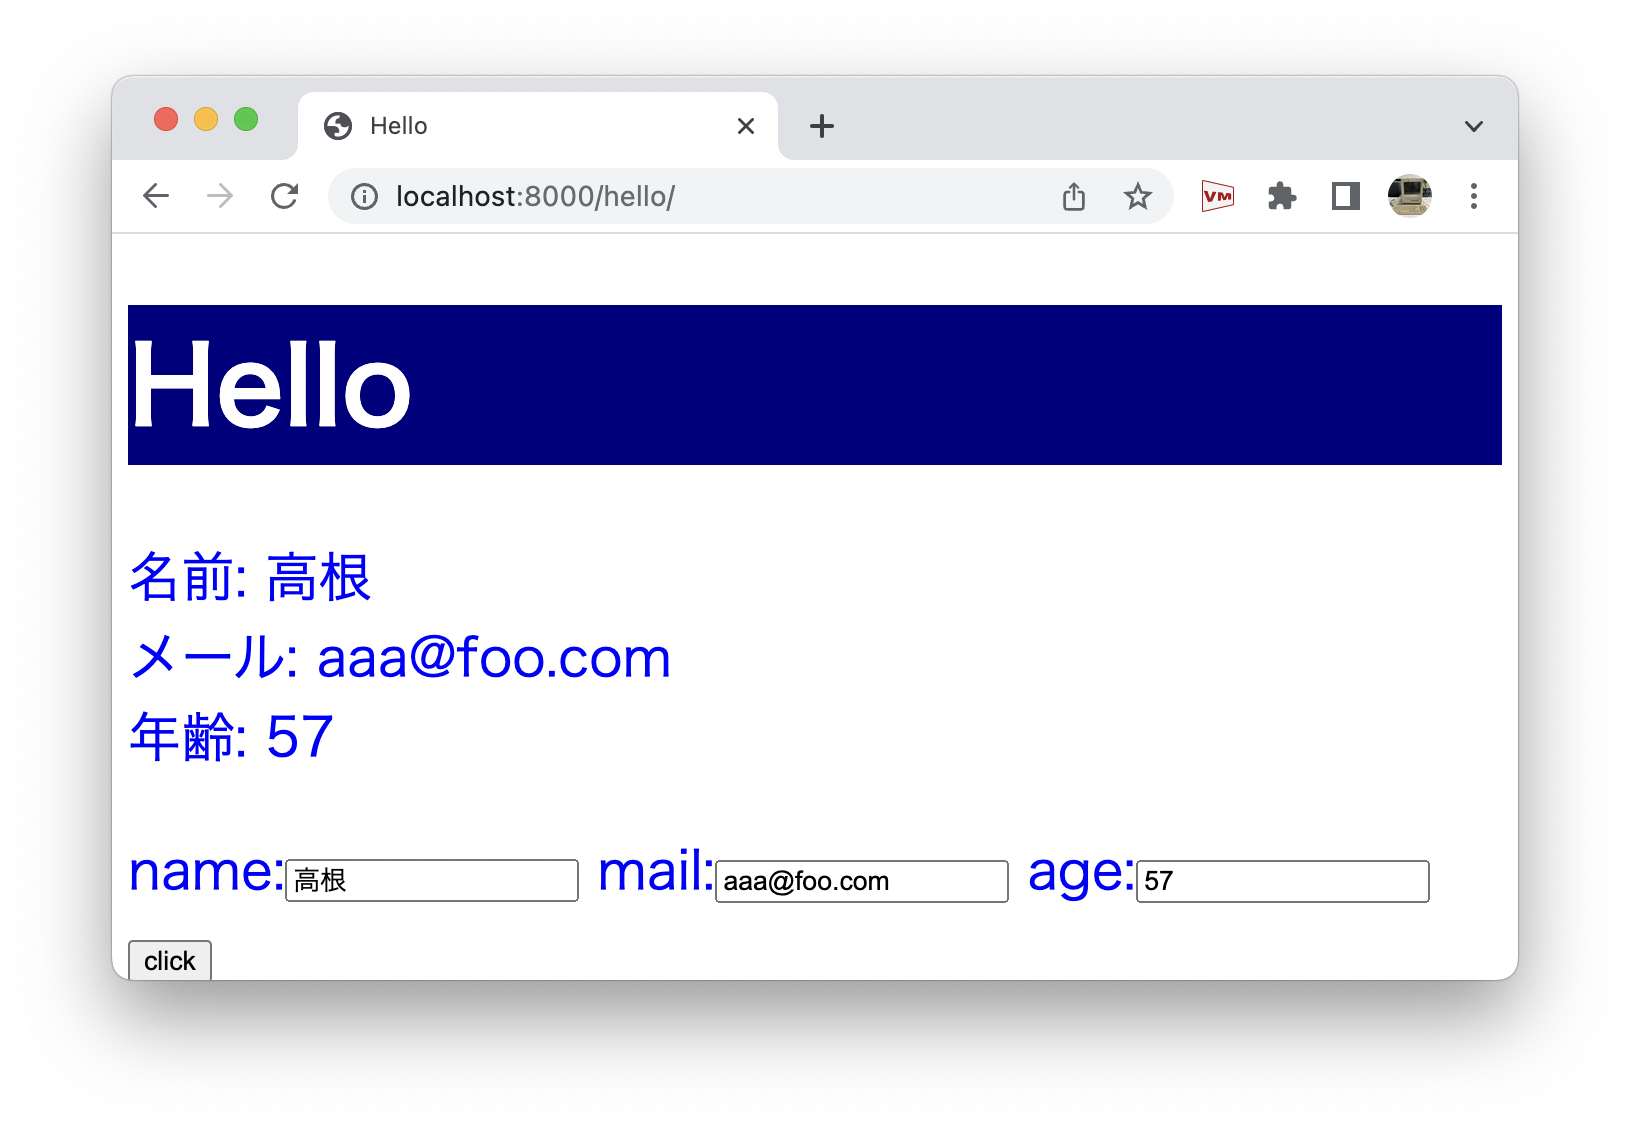 Hello
localhost:8000/hello/
VM
Hello
名前: 高根
メール: aaa@foo.com
年齢: 57
name:高根 mail:aaa@foo.com age:57
click